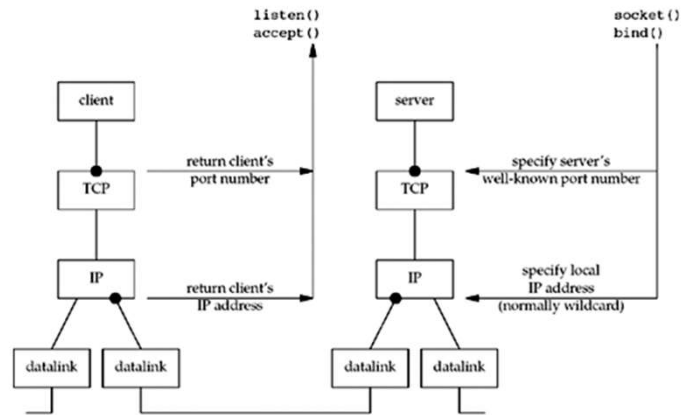 listen()
accept()
socket()
bind()
client
server
return client's
port number
specify server's
well-known port number
TCP
TCP
IP
IP
return client's
IP address
specify local
IP address
(normally wildcard)
datalink
datalink
datalink
datalink